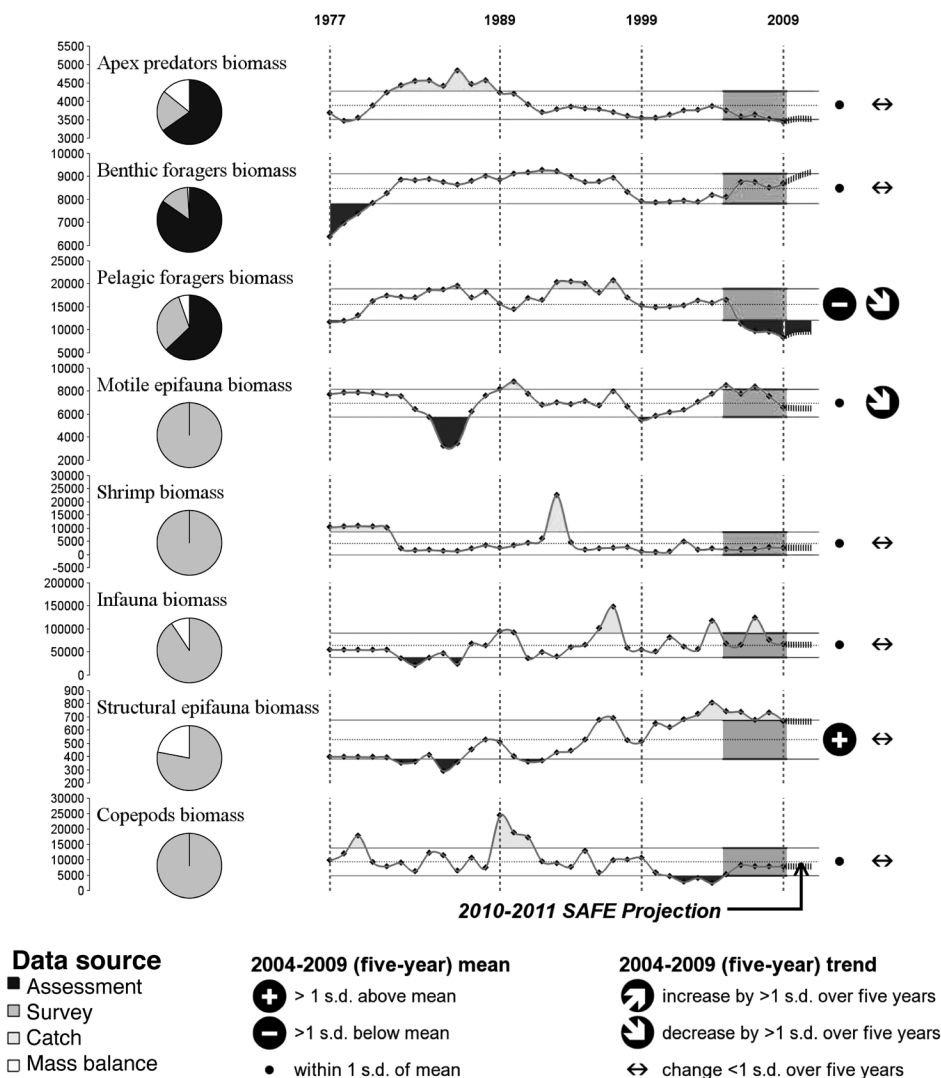 1977 1989 1999 2009
Apex predators biomass
5500
5000
4500
4000
3500
3000
Benthic foragers biomass
10000
9000
8000
7000
6000
Pelagic foragers biomass
25000
20000
15000
10000
5000
Motile epifauna biomass
10000
8000
6000
4000
2000
Shrimp biomass
30000
25000
20000
15000
10000
5000
0
-5000
Infauna biomass
200000
150000
100000
50000
0
Structural epifauna biomass
900
800
700
600
500
400
300
200
Copepods biomass
30000
25000
20000
15000
10000
5000
0
2010-2011 SAFE Projection
Data source
Assessment
Survey
Catch
Mass balance
2004-2009 (five-year) mean
> 1 s.d. above mean
>1 s.d. below mean
within 1 s.d. of mean
2004-2009 (five-year) trend
increase by >1 s.d. over five years
decrease by >1 s.d. over five years
change <1 s.d. over five years